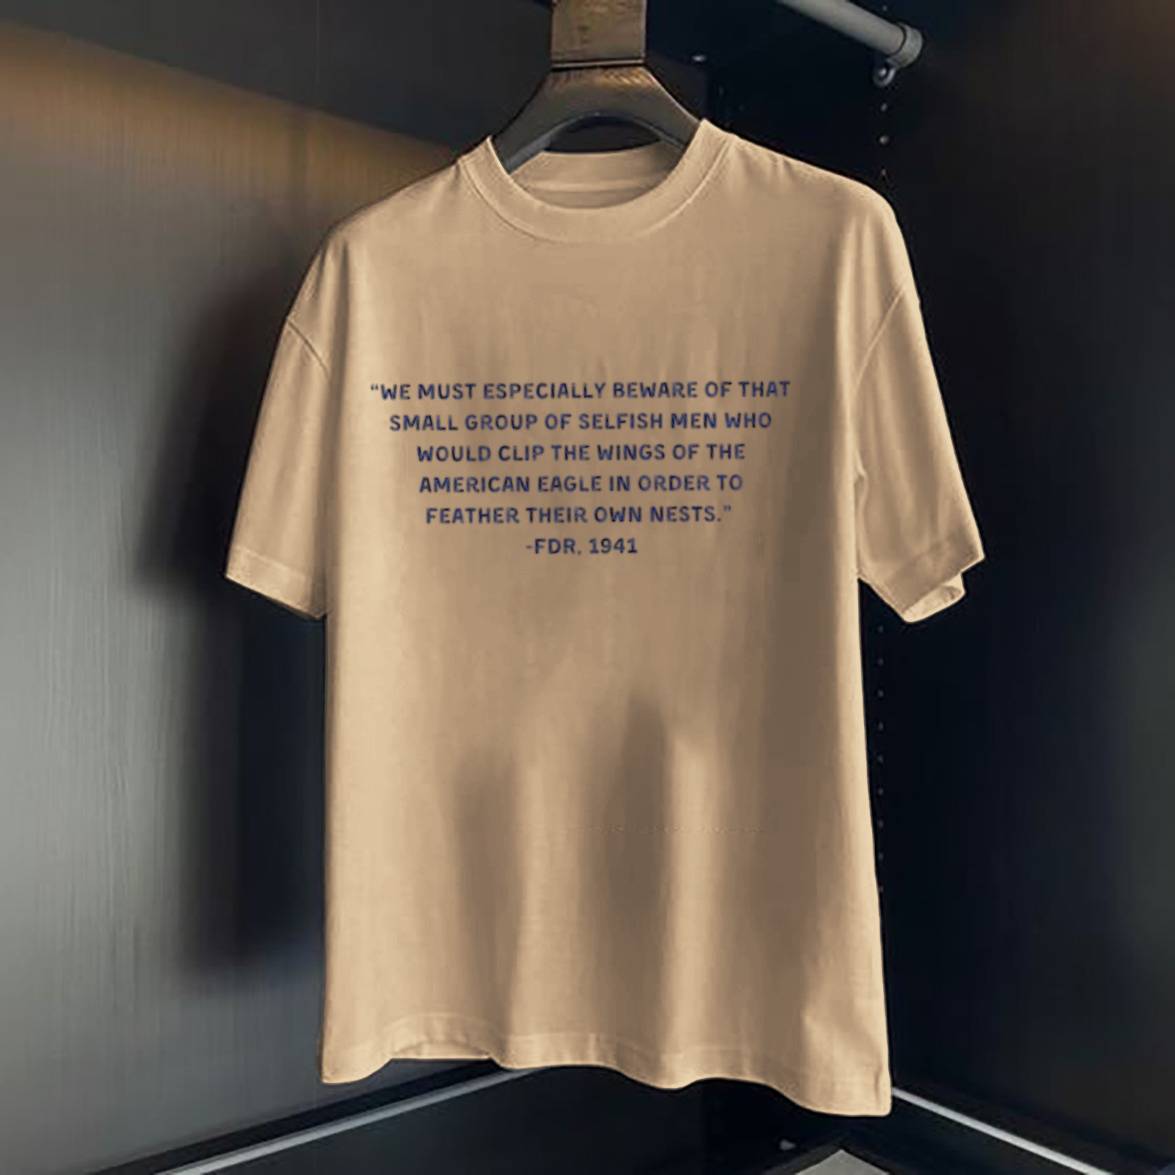 “WE MUST ESPECIALLY BEWARE OF THAT
SMALL GROUP OF SELFISH MEN WHO
WOULD CLIP THE WINGS OF THE
AMERICAN EAGLE IN ORDER TO
FEATHER THEIR OWN NESTS.”
-FDR, 1941